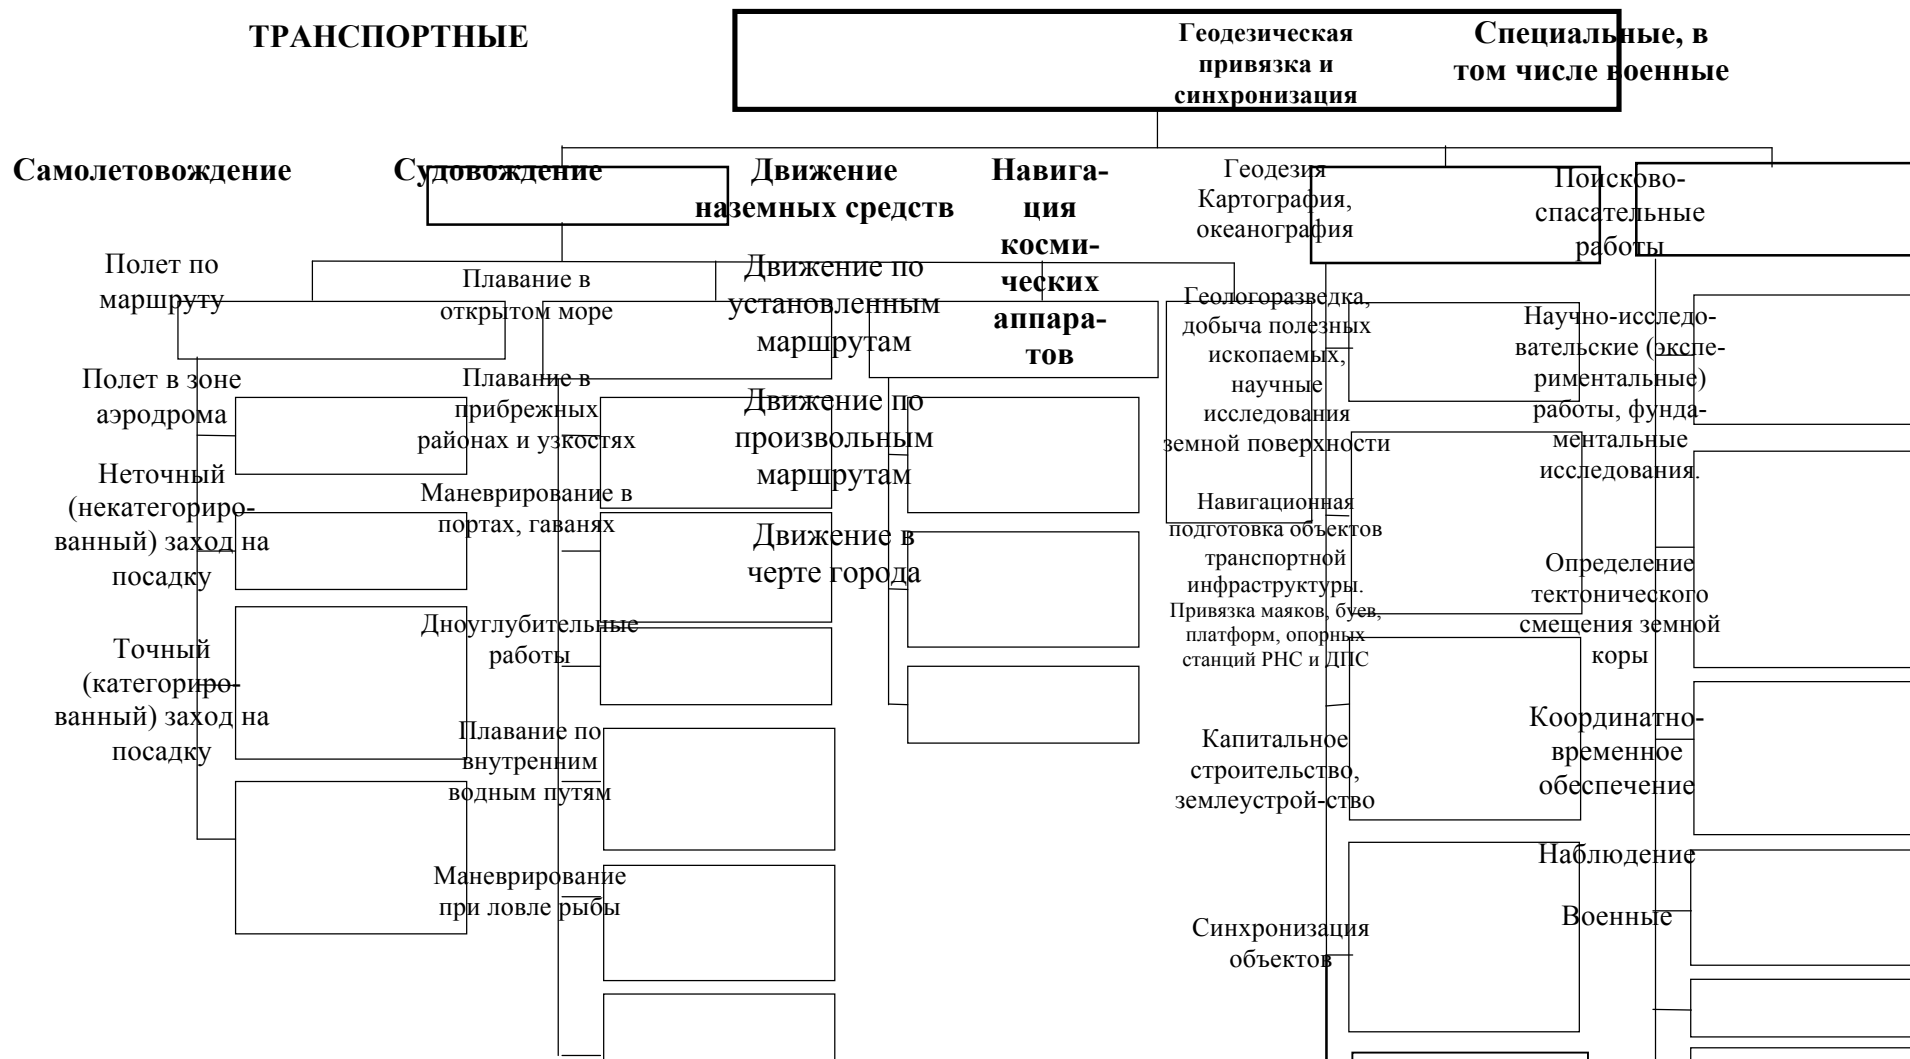 ТРАНСПОРТНЫЕ
Геодезическая
привязка и
синхронизация
Специальные, в
том числе военные
Самолетовождение
Полет по
маршруту
Полет в зоне
аэродрома
Неточный
(некатегориро-
ванный) заход на
посадку
Точный
(категориро-
ванный) заход на
посадку
Судовождение
Плавание в
открытом море
Плавание в
прибрежных
районах и узкостях
Маневрирование в
портах, гаванях
Дноуглубительные
работы
Плавание по
внутренним
водным путям
Маневрирование
при ловле рыбы
Движение
наземных средств
Движение по
установленным
маршрутам
Движение по
произвольным
маршрутам
Движение в
черте города
Навига-
ция
косми-
ческих
аппара-
тов
Геодезия
Картография,
океанография
Геологоразведка,
добыча полезных
ископаемых,
научные
исследования
земной поверхности
Навигационная
подготовка объектов
транспортной
инфраструктуры.
Привязка маяков, буев,
платформ, опорных
станций РНС и ДПС
Капитальное
строительство,
землеустрой-ство
Синхронизация
объектов
Поисково-
спасательные
работы
Научно-исследо-
вательские (экспе-
риментальные)
работы, фунда-
ментальные
исследования.
Определение
тектонического
смещения земной
коры
Координатно-
временное
обеспечение
Наблюдение
Военные